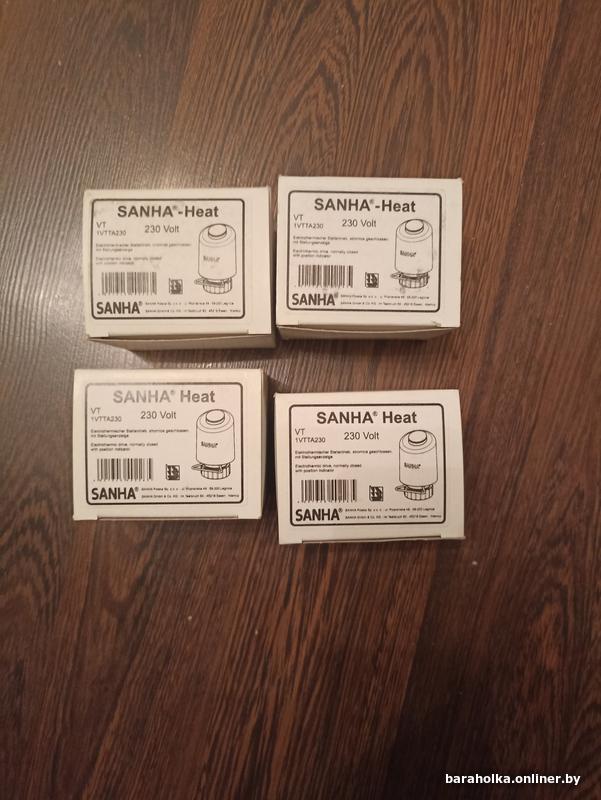 SANHA®-Heat
VT
1VTTA230
230 Volt
Elektrothermischer Stellantrieb, stromlos geschlossen,
mit Stellungsanzeige
Electrothermic drive, normally closed
with position indicator
SANHA®
SANHA®-Heat
VT
1VTTA230
230 Volt
Elektrothermischer Stellantrieb, stromlos geschlossen,
mit Stellungsanzeige
Electrothermic drive, normally closed
with position indicator
SANHA®
SANHA® Heat
VT
1VTTA230
230 Volt
Elektrothermischer Stellantrieb, stromlos geschlossen,
mit Stellungsanzeige
Electrothermic drive, normally closed
with position indicator
SANHA®
SANHA® Heat
VT
1VTTA230
230 Volt
Elektrothermischer Stellantrieb, stromlos geschlossen,
mit Stellungsanzeige
Electrothermic drive, normally closed
with position indicator
SANHA®
baraholka.onliner.by